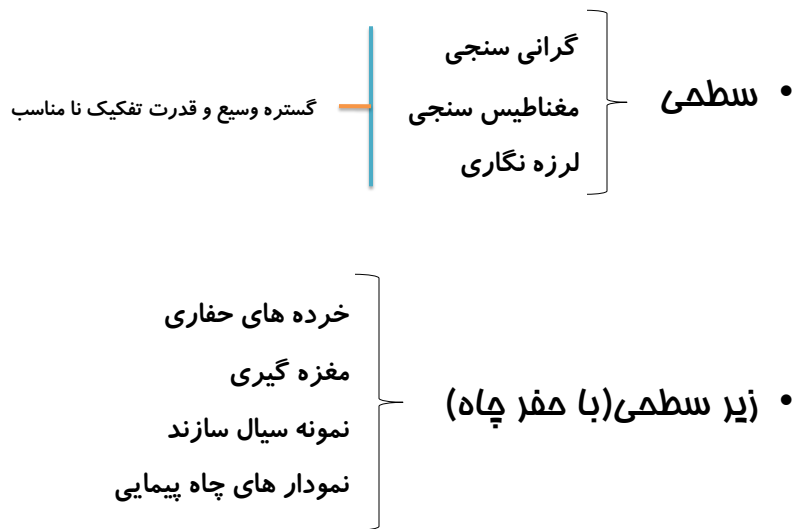 • سطحی
گرانی سنجی
مغناطیس سنجی
لرزه نگاری
گستره وسیع و قدرت تفکیک نا مناسب
• زیر سطحی(با حفر چاه)
خرده های حفاری
مغزه گیری
نمونه سیال سازند
نمودار های چاه پیمایی